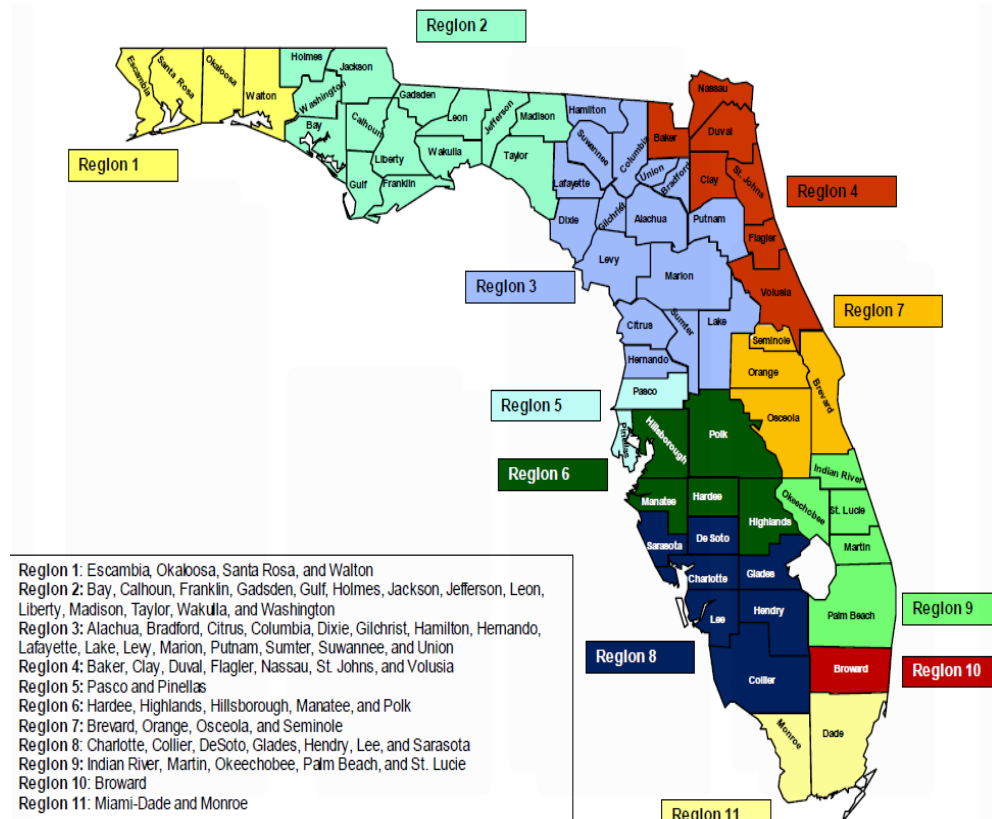 Region 2
Holmes
Jackson
Escambia
Santa Rosa
Okaloosa
Walton
Washington
Bay
Calhoun
Gadsden
Leon
Jefferson
Madison
Hamilton
Liberty
Wakulla
Taylor
Gulf
Franklin
Region 1
Suwannee
Columbia
Baker
Nassau
Duval
Union
Bradford
Clay
St. Johns
Lafayette
Region 4
Dixie
Gilchrist
Alachua
Putnam
Flagler
Levy
Marion
Volusia
Region 3
Citrus
Sumter
Lake
Region 7
Seminole
Hernando
Orange
Brevard
Pasco
Region 5
Osceola
Pinellas
Hillsborough
Polk
Region 6
Indian River
Manatee
Hardee
Highlands
Okeechobee
St. Lucie
Sarasota
De Soto
Martin
Charlotte
Glades
Lee
Hendry
Palm Beach
Region 9
Region 8
Collier
Broward
Region 10
Monroe
Dade
Region 11
Region 1: Escambia, Okaloosa, Santa Rosa, and Walton
Region 2: Bay, Calhoun, Franklin, Gadsden, Gulf, Holmes, Jackson, Jefferson, Leon,
Liberty, Madison, Taylor, Wakulla, and Washington
Region 3: Alachua, Bradford, Citrus, Columbia, Dixie, Gilchrist, Hamilton, Hernando,
Lafayette, Lake, Levy, Marion, Putnam, Sumter, Suwannee, and Union
Region 4: Baker, Clay, Duval, Flagler, Nassau, St. Johns, and Volusia
Region 5: Pasco and Pinellas
Region 6: Hardee, Highlands, Hillsborough, Manatee, and Polk
Region 7: Brevard, Orange, Osceola, and Seminole
Region 8: Charlotte, Collier, DeSoto, Glades, Hendry, Lee, and Sarasota
Region 9: Indian River, Martin, Okeechobee, Palm Beach, and St. Lucie
Region 10: Broward
Region 11: Miami-Dade and Monroe